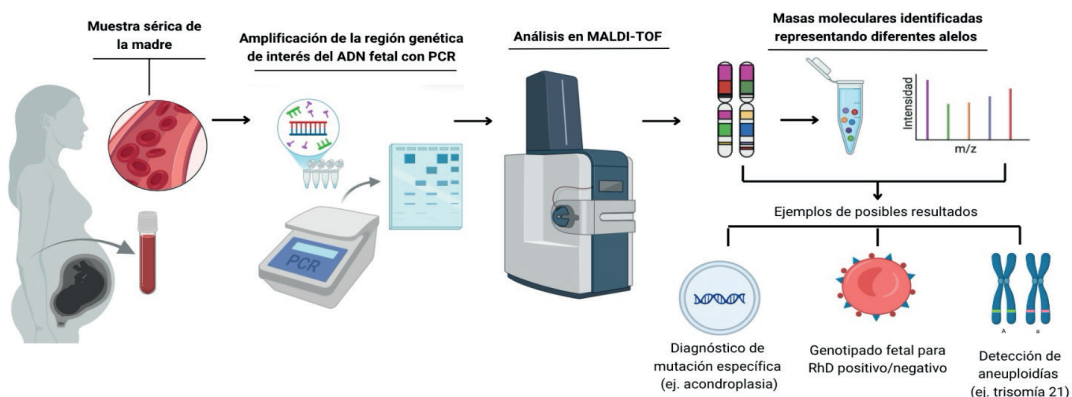 Muestra sérica de
la madre
Amplificación de la región genética
de interés del ADN fetal con PCR
Análisis en MALDI-TOF
Masas moleculares identificadas
representando diferentes alelos
PCR
Intensidad
m/z
Ejemplos de posibles resultados
Diagnóstico de
mutación específica
(ej. acondroplasia)
Genotipado fetal para
RhD positivo/negativo
A
a
Detección de
aneuploidías
(ej. trisomía 21)